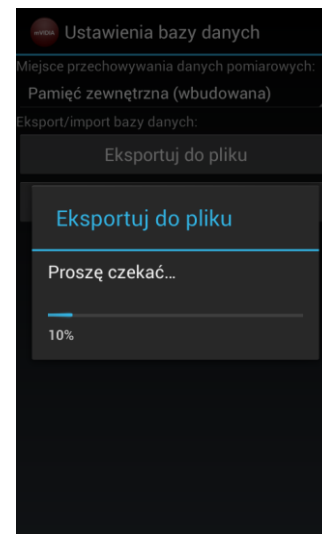 mVIDIA
Ustawienia bazy danych
Miejsce przechowywania danych pomiarowych:
Pamięć zewnętrzna (wbudowana)
Eksport/import bazy danych:
Eksportuj do pliku
Eksportuj do pliku
Proszę czekać...
10%